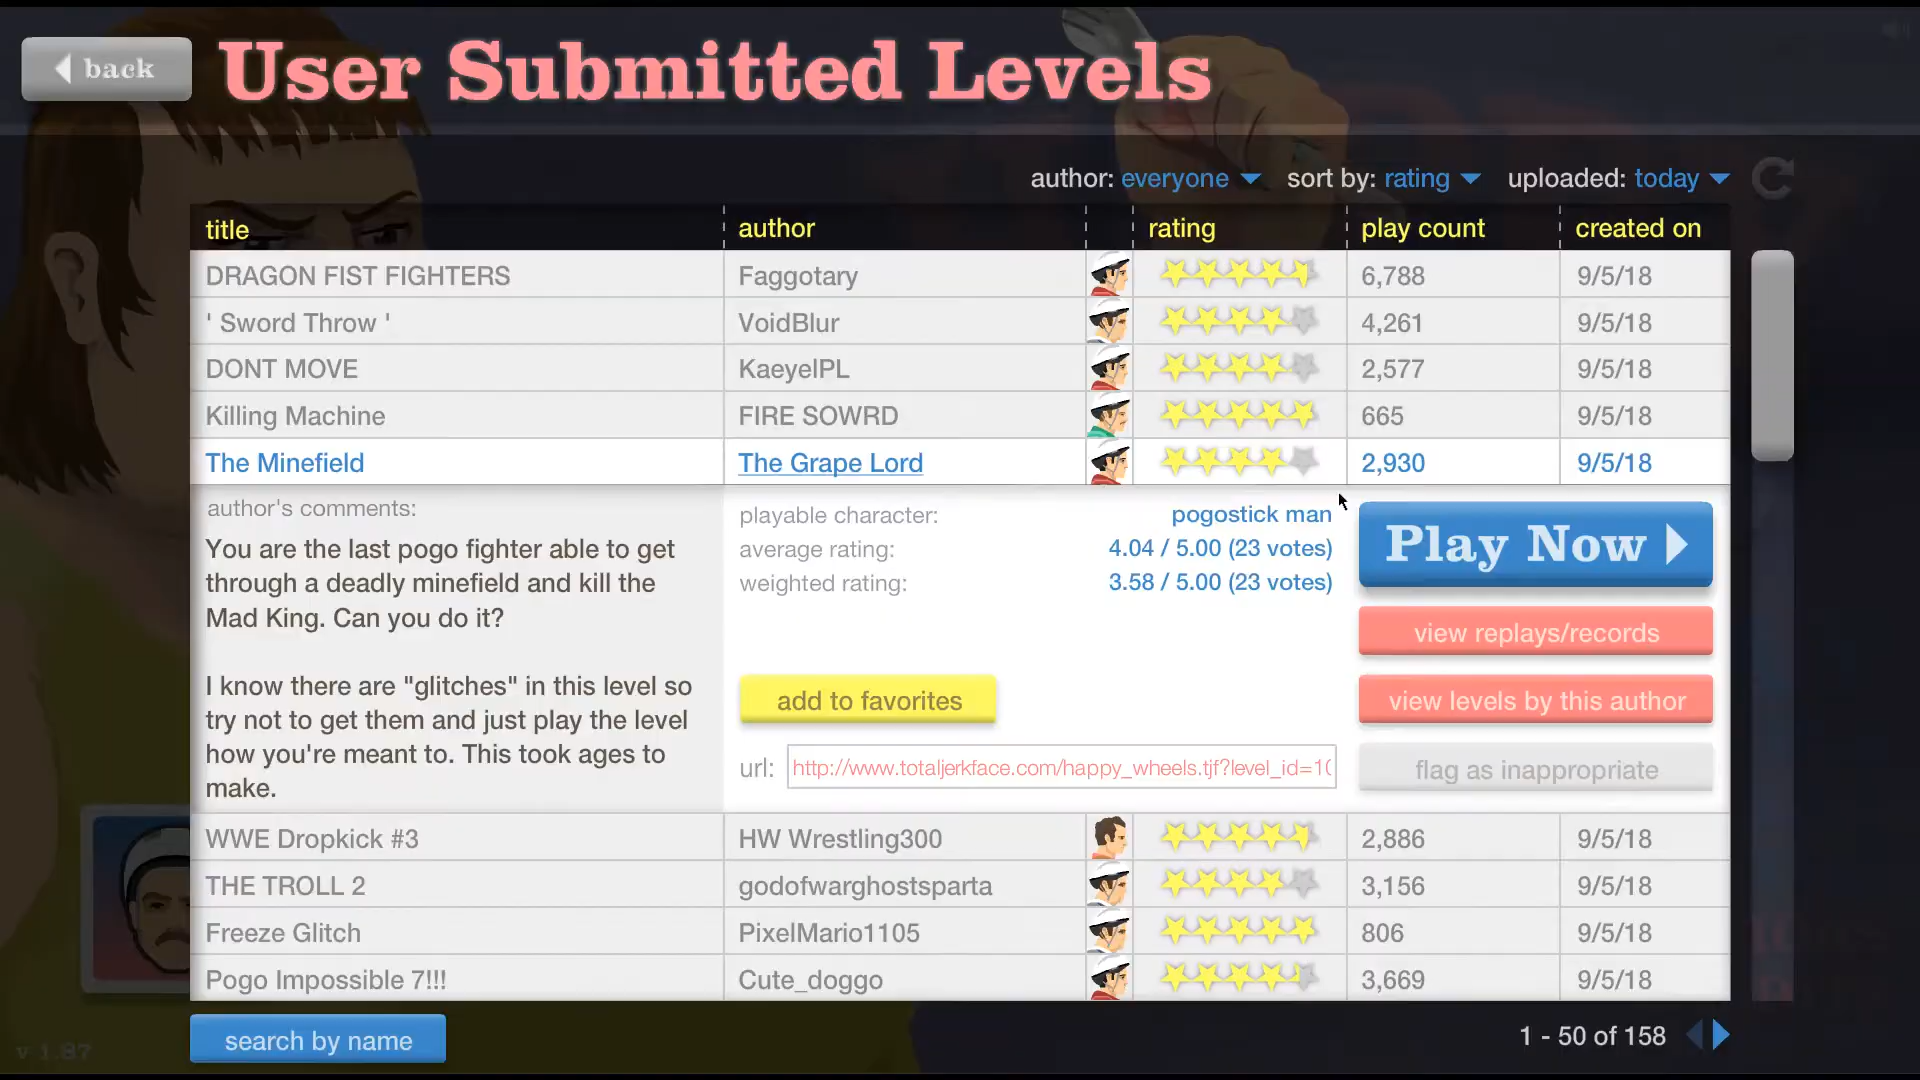 back
User Submitted Levels
author: everyone sort by: rating uploaded: today
title author rating play count created on
DRAGON FIST FIGHTERS Faggotary 6,788 9/5/18
' Sword Throw ' VoidBlur 4,261 9/5/18
DONT MOVE KaeyelPL 2,577 9/5/18
Killing Machine FIRE SOWRD 665 9/5/18
The Minefield The Grape Lord 2,930 9/5/18
author's comments:
You are the last pogo fighter able to get
through a deadly minefield and kill the
Mad King. Can you do it?
I know there are "glitches" in this level so
try not to get them and just play the level
how you're meant to. This took ages to
make.
playable character: pogostick man
average rating: 4.04 / 5.00 (23 votes)
weighted rating: 3.58 / 5.00 (23 votes)
add to favorites
url: http://www.totaljerkface.com/happy_wheels.tjf?level_id=1(
Play Now
view replays/records
view levels by this author
flag as inappropriate
WWE Dropkick #3 HW Wrestling300 2,886 9/5/18
THE TROLL 2 godofwarghostsparta 3,156 9/5/18
Freeze Glitch PixelMario1105 806 9/5/18
Pogo Impossible 7!!! Cute_doggo 3,669 9/5/18
search by name
1 - 50 of 158
v 1.87